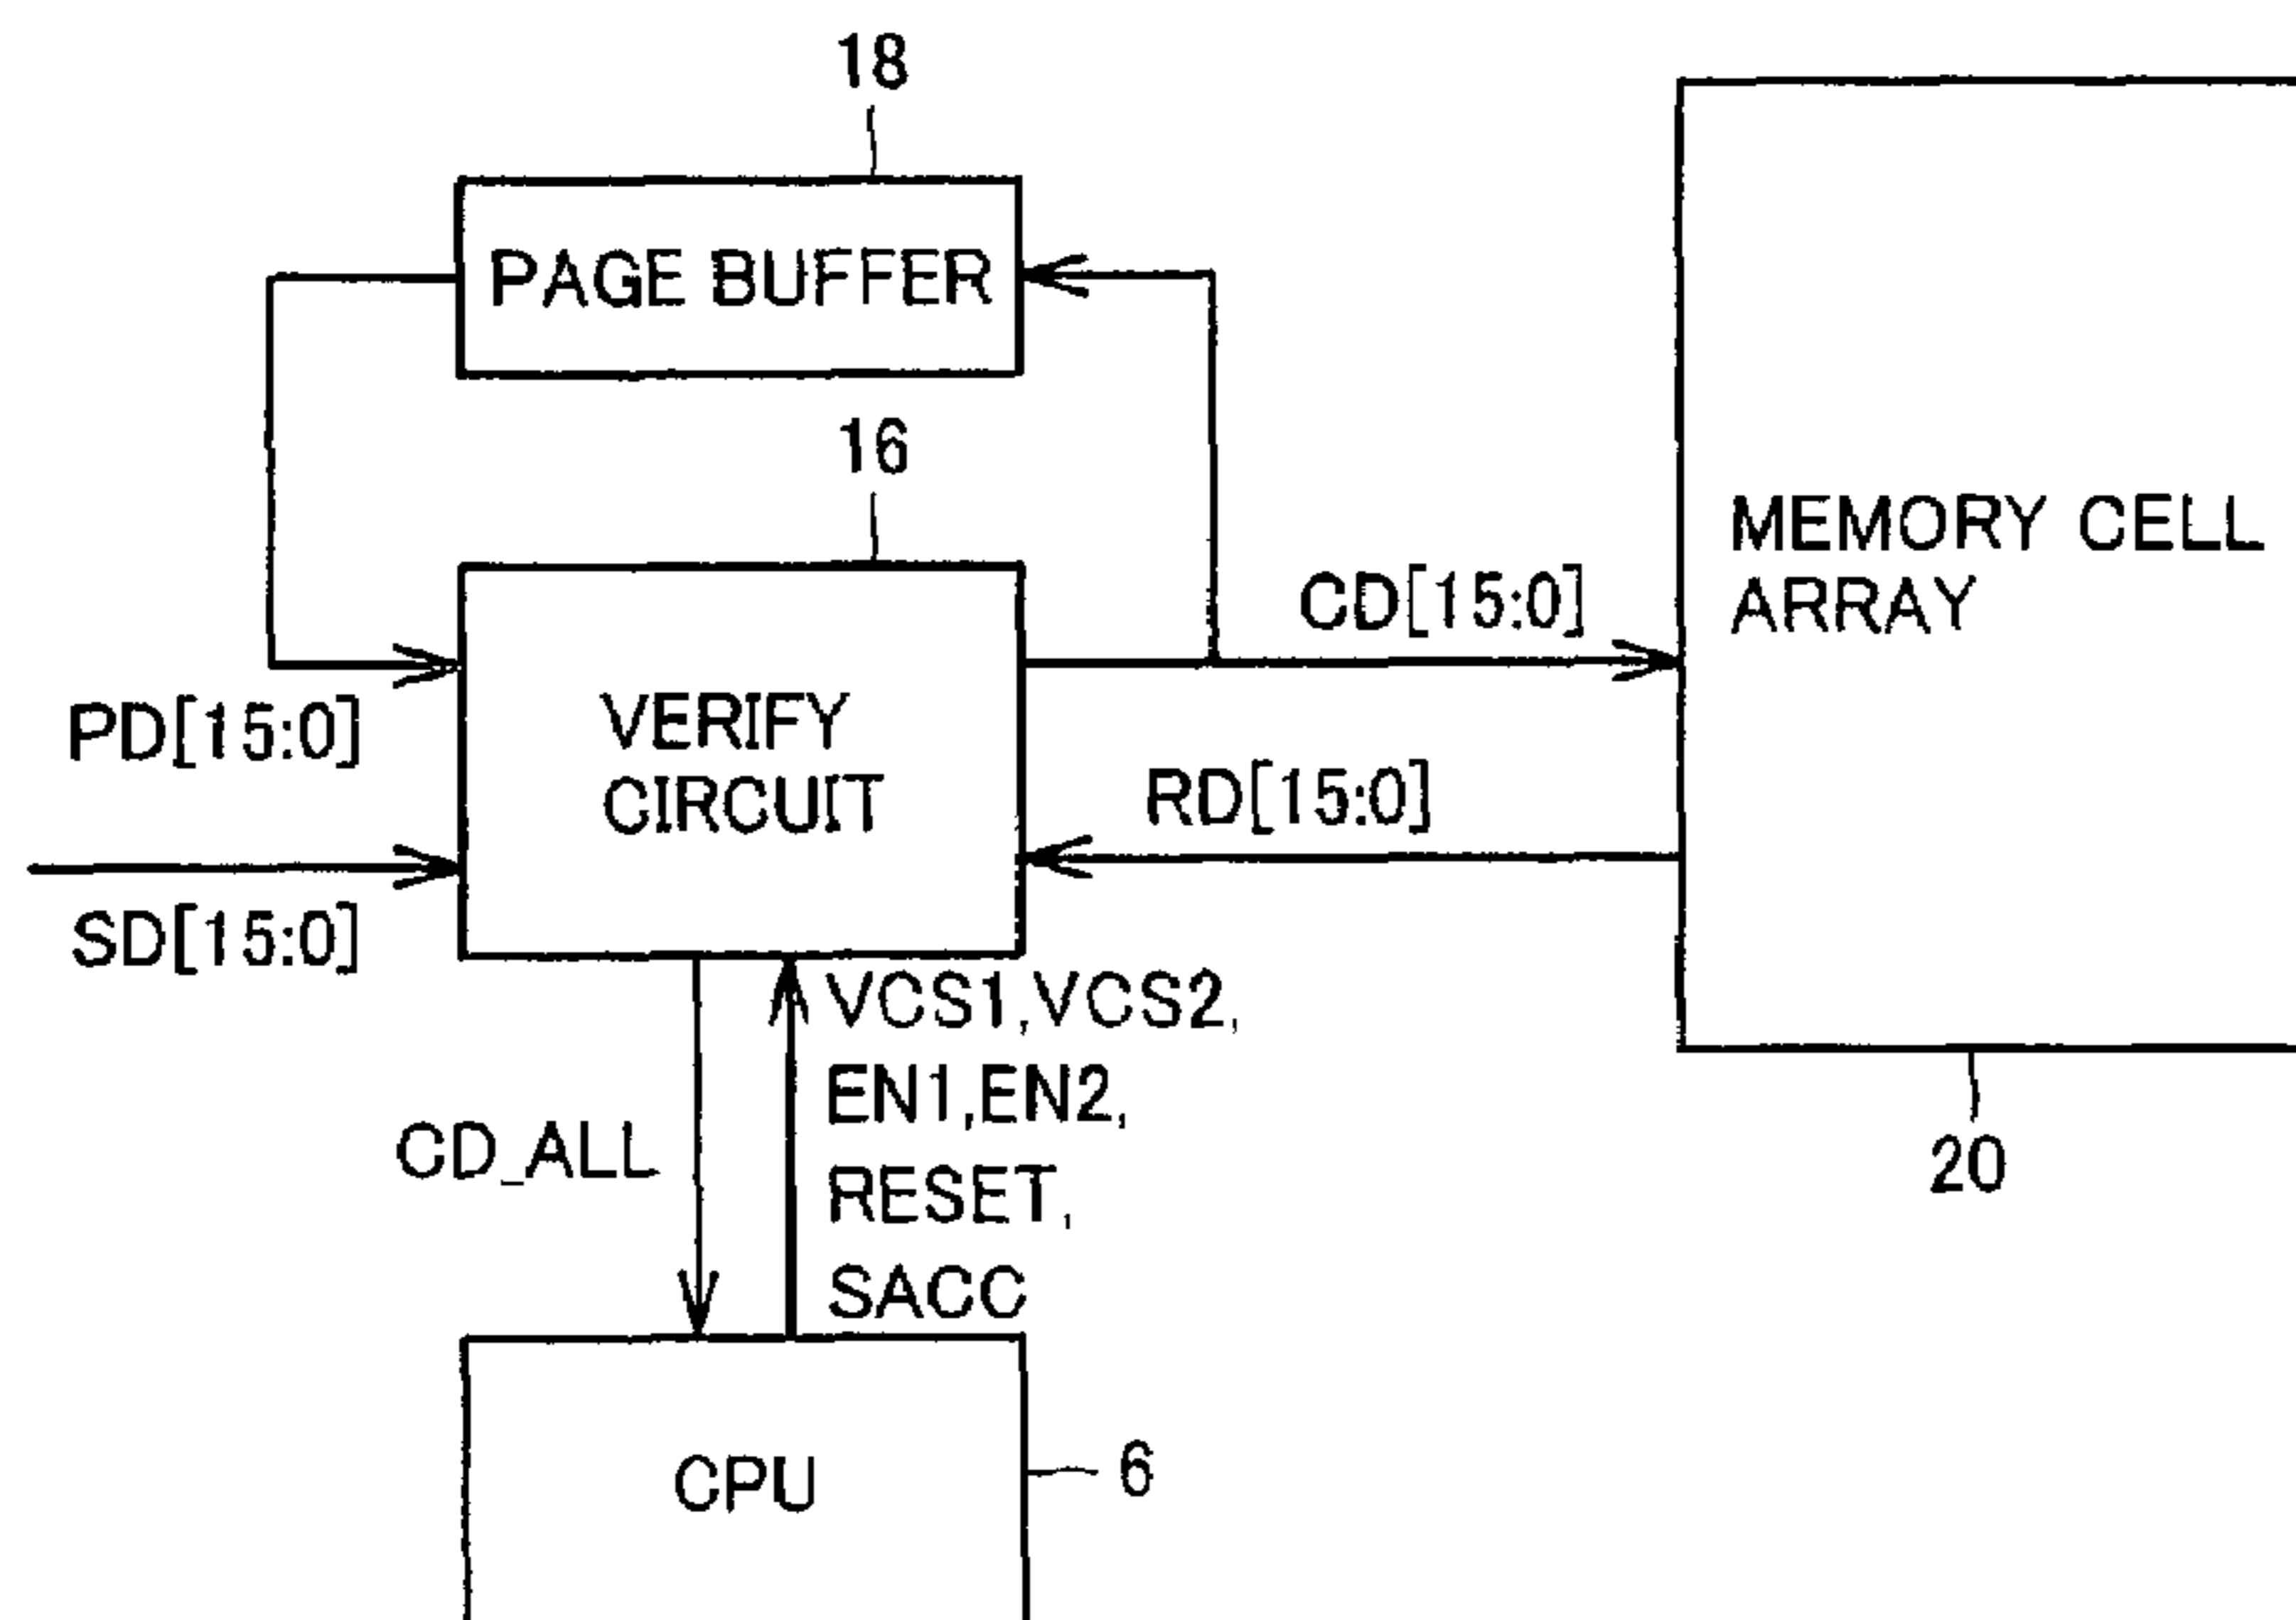 18
PAGE BUFFER
16
MEMORY CELL
ARRAY
CD[15:0]
VERIFY
CIRCUIT
PD[15:0]
RD[15:0]
SD[15:0]
VCS1,VCS2,
EN1,EN2,
RESET,
SACC
CD_ALL
20
CPU
6